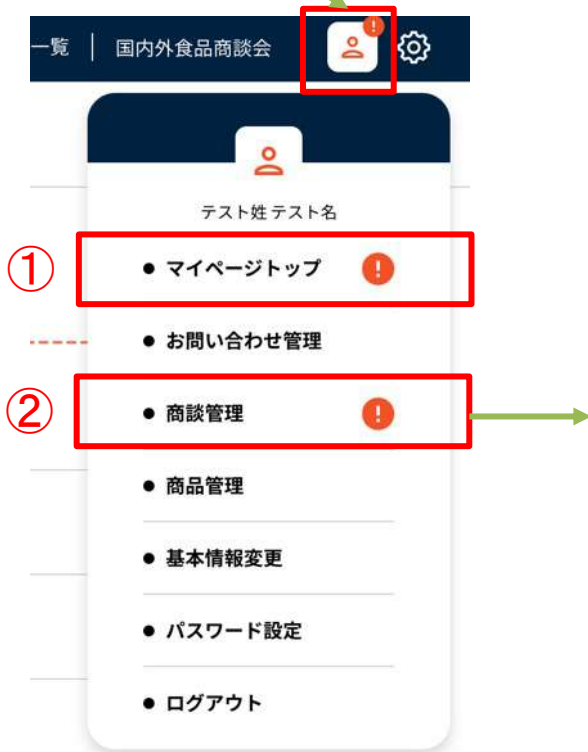 一覧 | 国内外食品商談会
テスト姓 テスト名
① ● マイページトップ !
● お問い合わせ管理
② ● 商談管理 !
● 商品管理
● 基本情報変更
● パスワード設定
● ログアウト